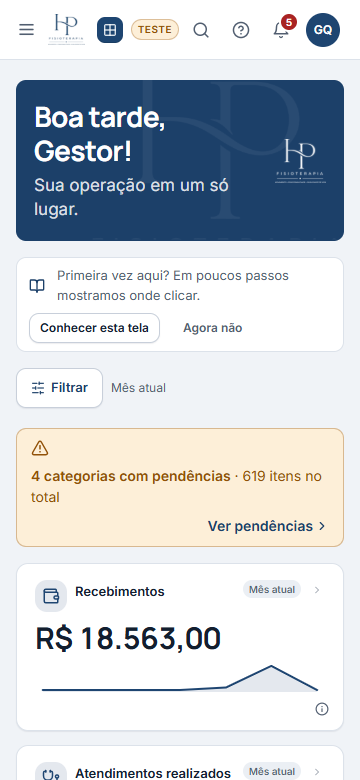 HP
FISIOTERAPIA
TESTE
5
GQ
Boa tarde,
Gestor!
Sua operação em um só
lugar.
HP
FISIOTERAPIA
Primeira vez aqui? Em poucos passos
mostramos onde clicar.
Conhecer esta tela
Agora não
Filtrar
Mês atual
4 categorias com pendências · 619 itens no
total
Ver pendências
Recebimentos
Mês atual
R$ 18.563,00
Atendimentos realizados
Mês atual